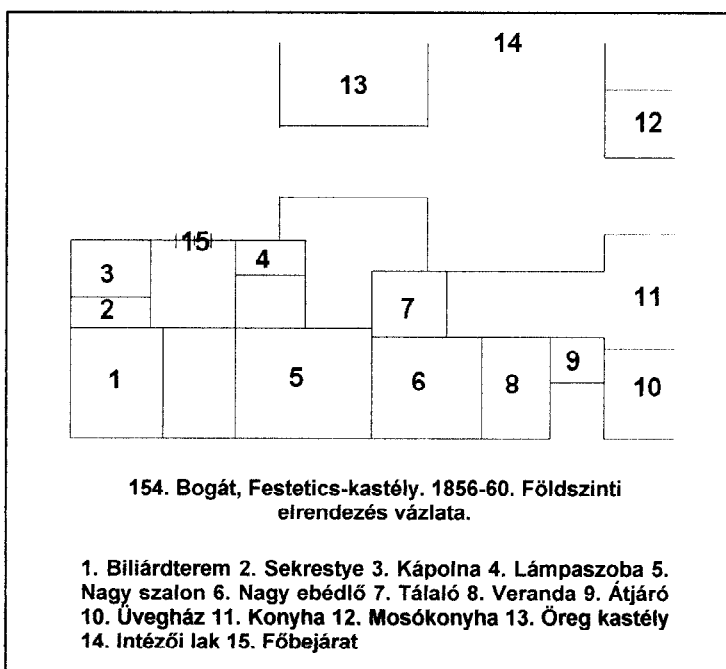 14
13
12
15
4
3
2
7
11
9
1
5
6
8
10
154. Bogát, Festetics-kastély. 1856-60. Földszinti
elrendezés vázlata.
1. Biliárdterem 2. Sekrestye 3. Kápolna 4. Lámpaszoba 5.
Nagy szalon 6. Nagy ebédlő 7. Tálaló 8. Veranda 9. Átjáró
10. Üvegház 11. Konyha 12. Mosókonyha 13. Öreg kastély
14. Intézői lak 15. Főbejárat